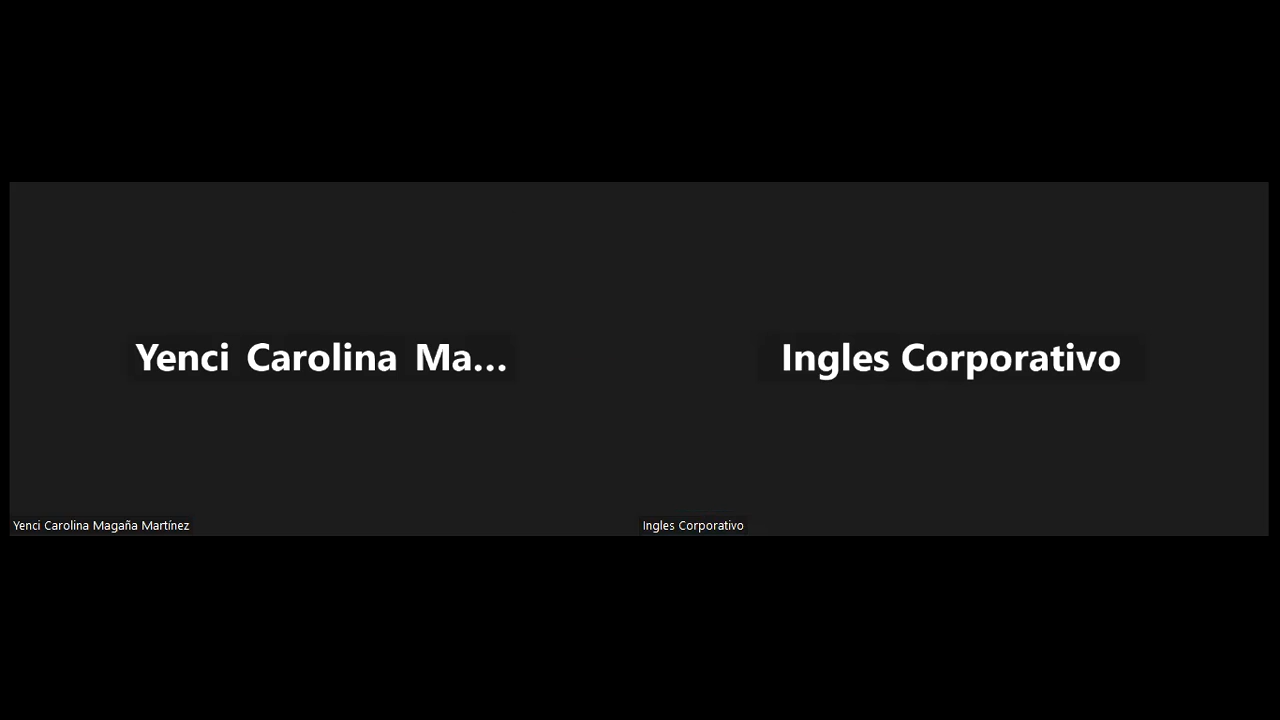 Yenci Carolina Ma...
Ingles Corporativo
Yenci Carolina Magaña Martínez
Ingles Corporativo